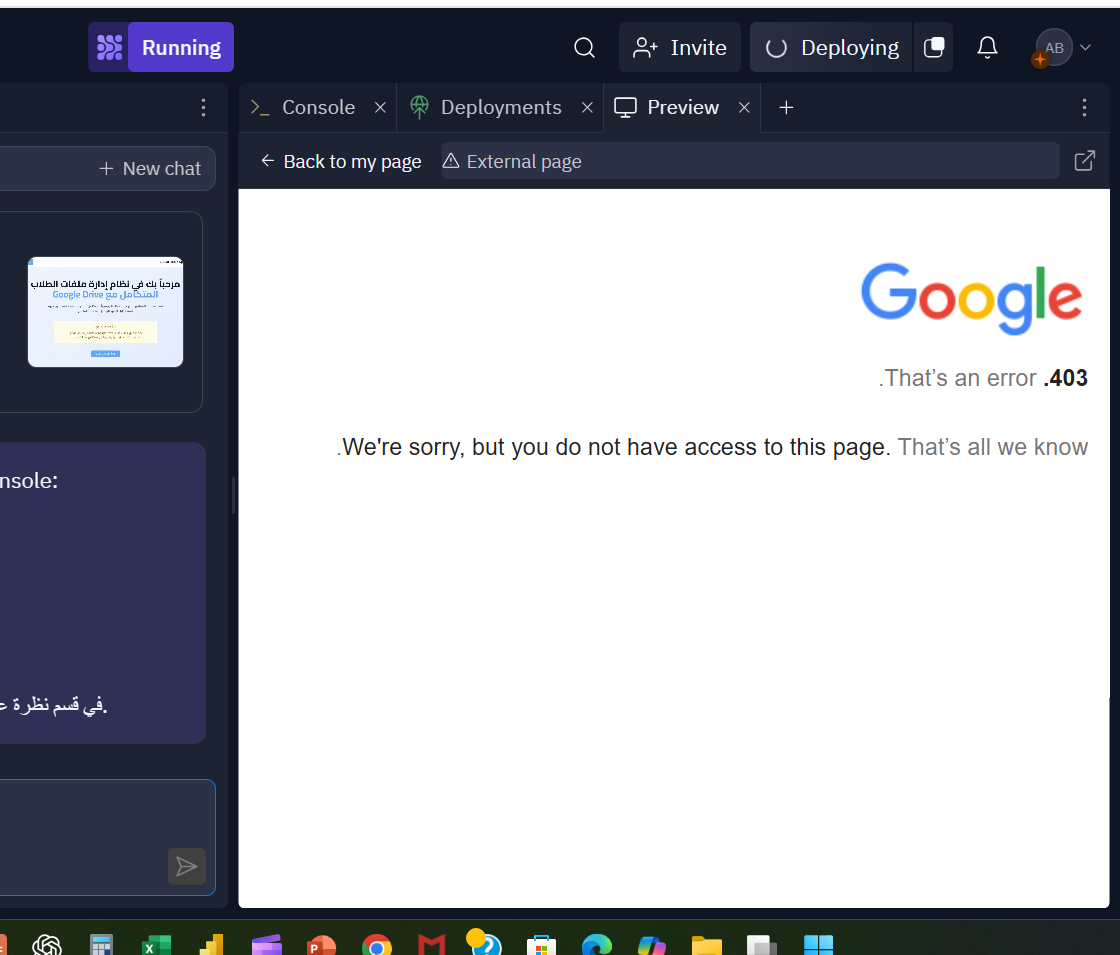 Running
Invite
Deploying
AB
Console
Deployments
Preview
New chat
Back to my page
External page
مرحباً بك في نظام إدارة ملفات الطلاب
المتكامل مع Google Drive
Google
.That’s an error .403
.We're sorry, but you do not have access to this page. That’s all we know
nsole:
في قسم نظرة ع